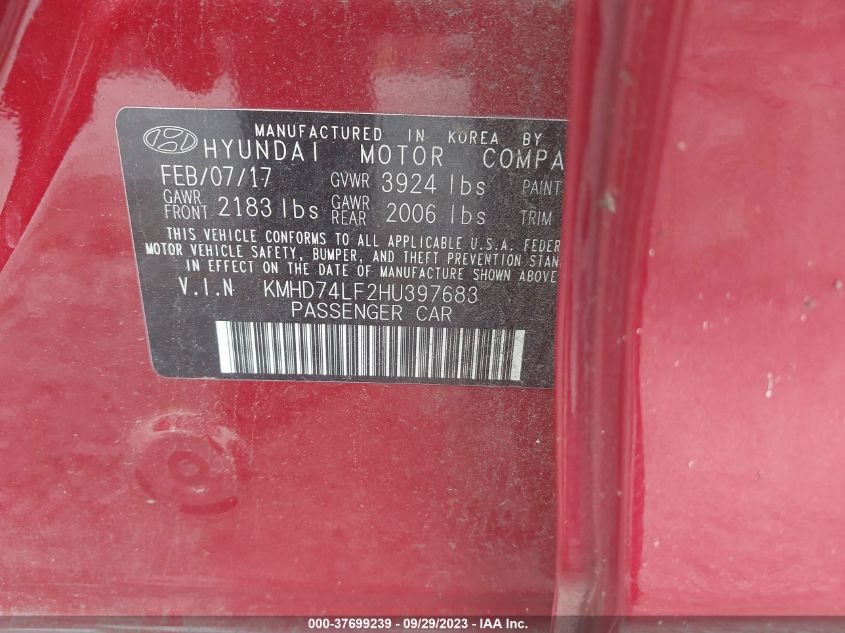 MANUFACTURED IN KOREA BY
HYUNDAI MOTOR COMPA
FEB/07/17 GVWR 3924 lbs PAINT
GAWR FRONT 2183 lbs GAWR REAR 2006 lbs TRIM
THIS VEHICLE CONFORMS TO ALL APPLICABLE U.S.A. FEDER
MOTOR VEHICLE SAFETY, BUMPER, AND THEFT PREVENTION STAN
IN EFFECT ON THE DATE OF MANUFACTURE SHOWN ABOVE
V.I.N KMHD74LF2HU397683
PASSENGER CAR
000-37699239 - 09/29/2023 - IAA Inc.